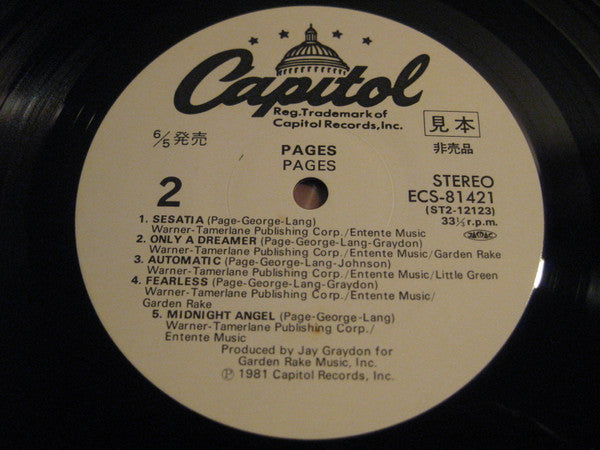 Capitol
Reg. Trademark of
Capitol Records, Inc.
6/5発売
見本
非売品
PAGES
PAGES
2
STEREO
ECS-81421
(ST2-12123)
33⅓ r.p.m.
JASRAC
1. SESATIA (Page-George-Lang)
Warner-Tamerlane Publishing Corp./Entente Music
2. ONLY A DREAMER (Page-George-Lang-Graydon)
Warner-Tamerlane Publishing Corp./Entente Music/Garden Rake
3. AUTOMATIC (Page-George-Lang-Johnson)
Warner-Tamerlane Publishing Corp./Entente Music/Little Green
4. FEARLESS (Page-George-Lang-Graydon)
Warner-Tamerlane Publishing Corp./Entente Music/
Garden Rake
5. MIDNIGHT ANGEL (Page-George-Lang)
Warner-Tamerlane Publishing Corp./
Entente Music
Produced by Jay Graydon for
Garden Rake Music, Inc.
℗ 1981 Capitol Records, Inc.